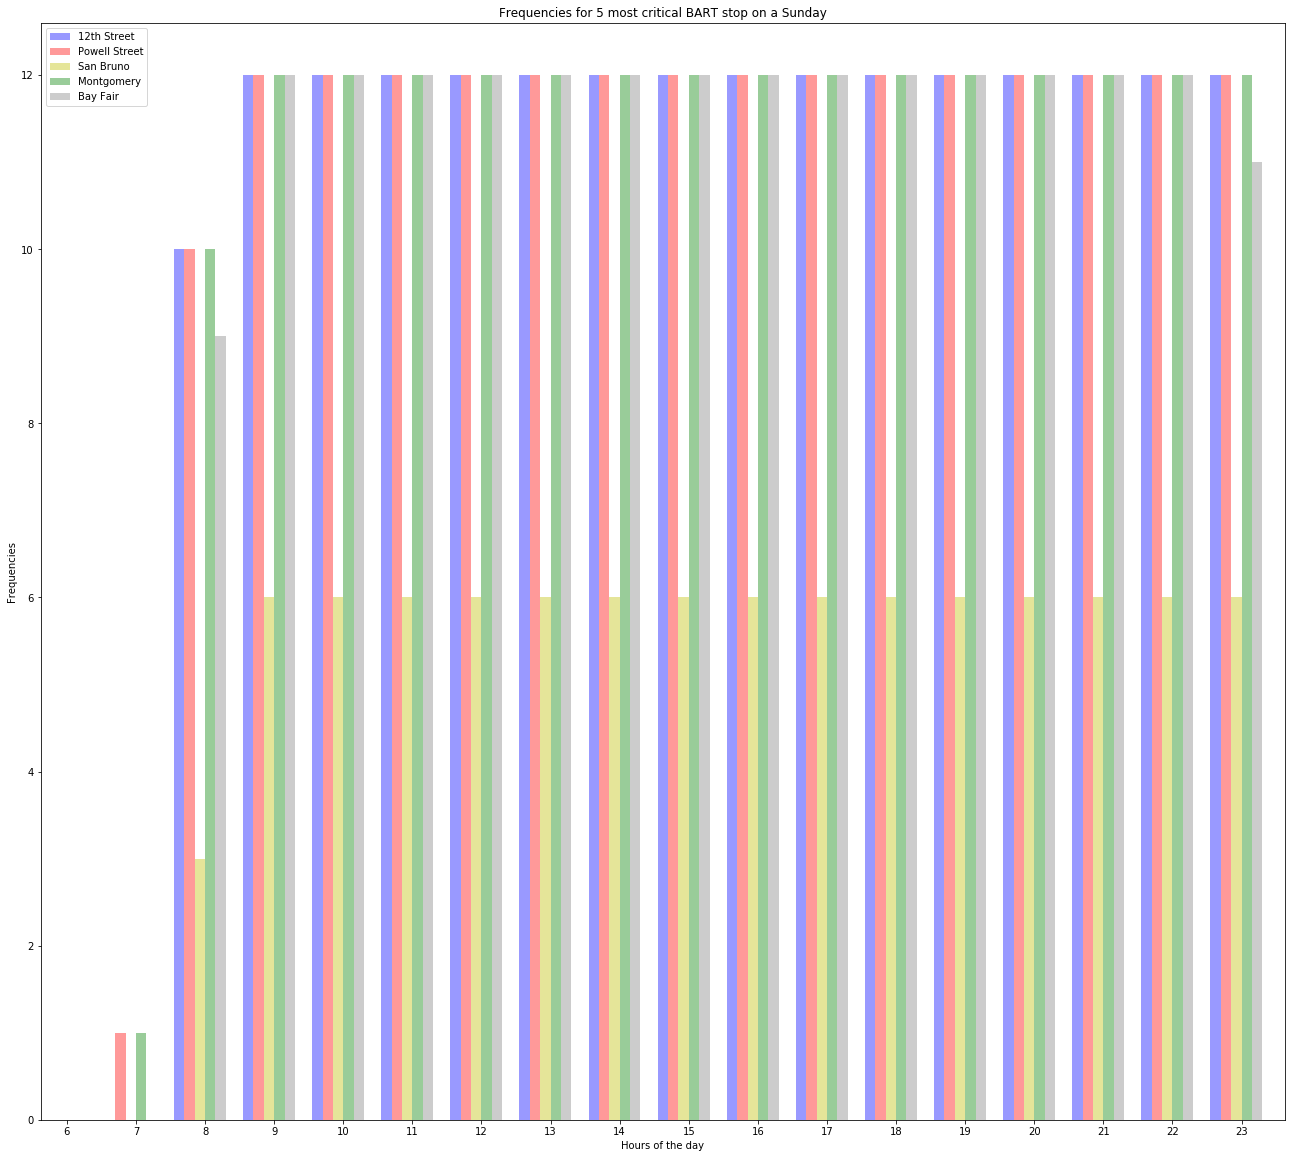 Frequencies for 5 most critical BART stop on a Sunday
12th Street
Powell Street
San Bruno
Montgomery
Bay Fair
12
10
8
6
4
2
0
Frequencies
6 7 8 9 10 11 12 13 14 15 16 17 18 19 20 21 22 23
Hours of the day